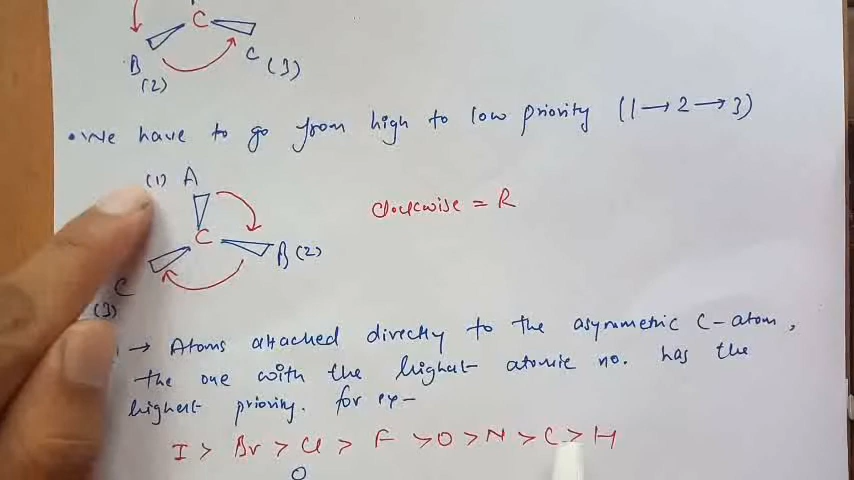 C
B
(2)
C (3)
• We have to go from high to low priority (1 → 2 → 3)
(1) A
C
B (2)
C
(3)
Clockwise = R
→ Atoms attached directly to the asymmetric C-atom,
the one with the highest atomic no. has the
highest priority. for ex-
I > Br > Cl > F > O > N > C > H